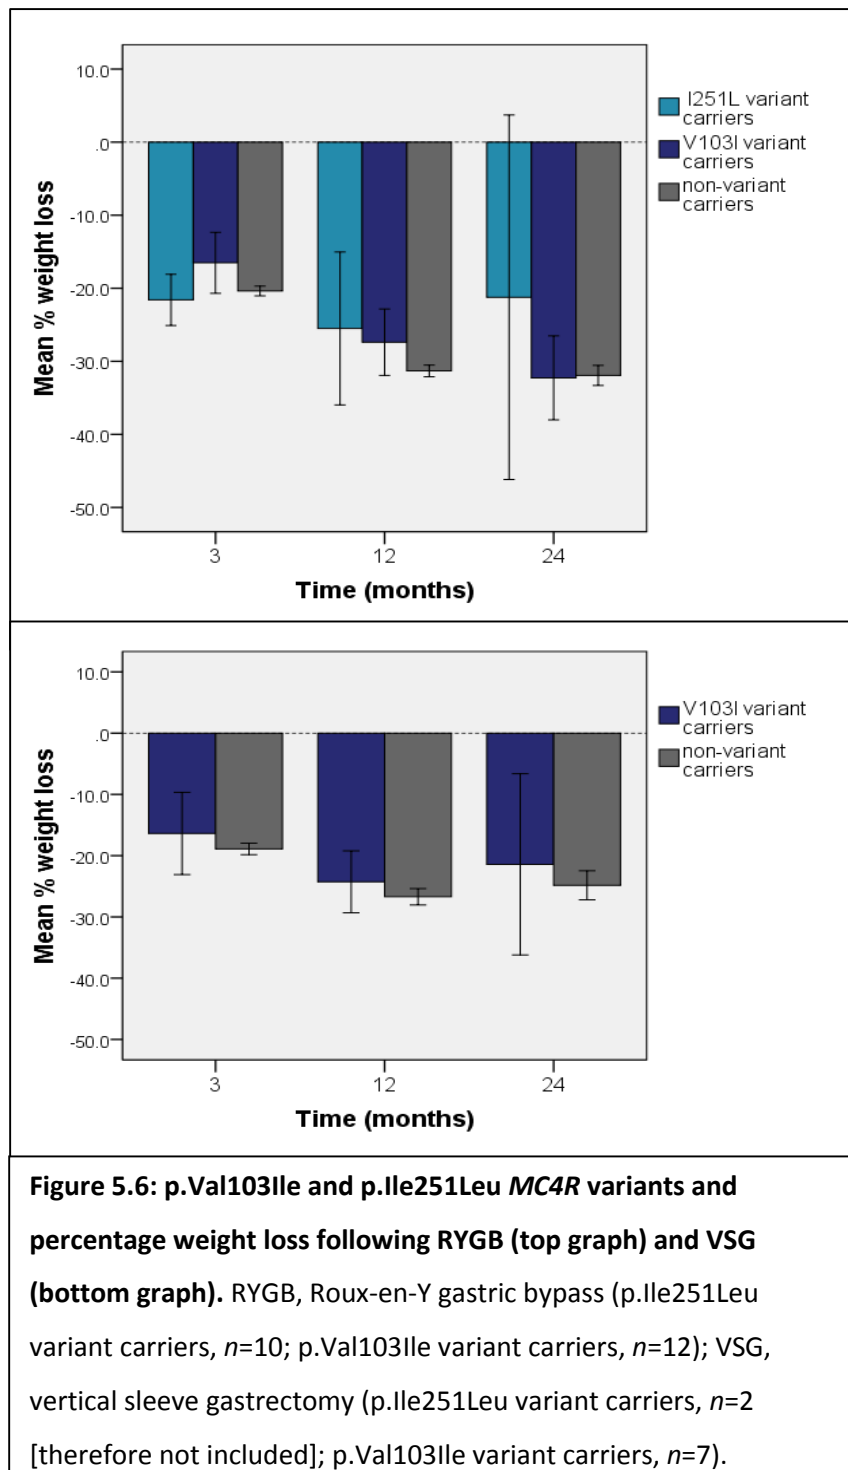 10.0
.0
-10.0
-20.0
-30.0
-40.0
-50.0
Mean % weight loss
3 12 24
Time (months)
I251L variant
carriers
V103I variant
carriers
non-variant
carriers
10.0
.0
-10.0
-20.0
-30.0
-40.0
-50.0
Mean % weight loss
3 12 24
Time (months)
V103I variant
carriers
non-variant
carriers
Figure 5.6: p.Val103Ile and p.Ile251Leu MC4R variants and
percentage weight loss following RYGB (top graph) and VSG
(bottom graph). RYGB, Roux-en-Y gastric bypass (p.Ile251Leu
variant carriers, n=10; p.Val103Ile variant carriers, n=12); VSG,
vertical sleeve gastrectomy (p.Ile251Leu variant carriers, n=2
[therefore not included]; p.Val103Ile variant carriers, n=7).